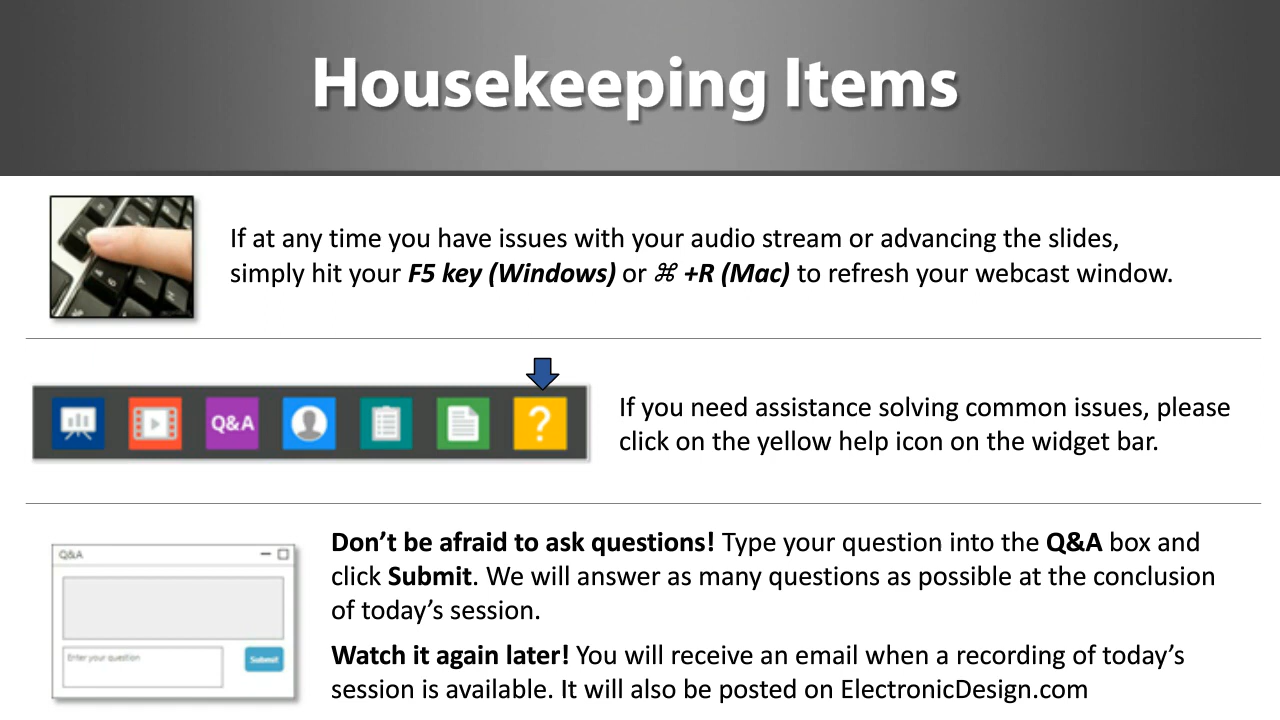 Housekeeping Items
If at any time you have issues with your audio stream or advancing the slides,
simply hit your F5 key (Windows) or ⌘ +R (Mac) to refresh your webcast window.
Q&A
?
If you need assistance solving common issues, please
click on the yellow help icon on the widget bar.
Q&A
Enter your question
Submit
Don’t be afraid to ask questions! Type your question into the Q&A box and
click Submit. We will answer as many questions as possible at the conclusion
of today’s session.
Watch it again later! You will receive an email when a recording of today’s
session is available. It will also be posted on ElectronicDesign.com